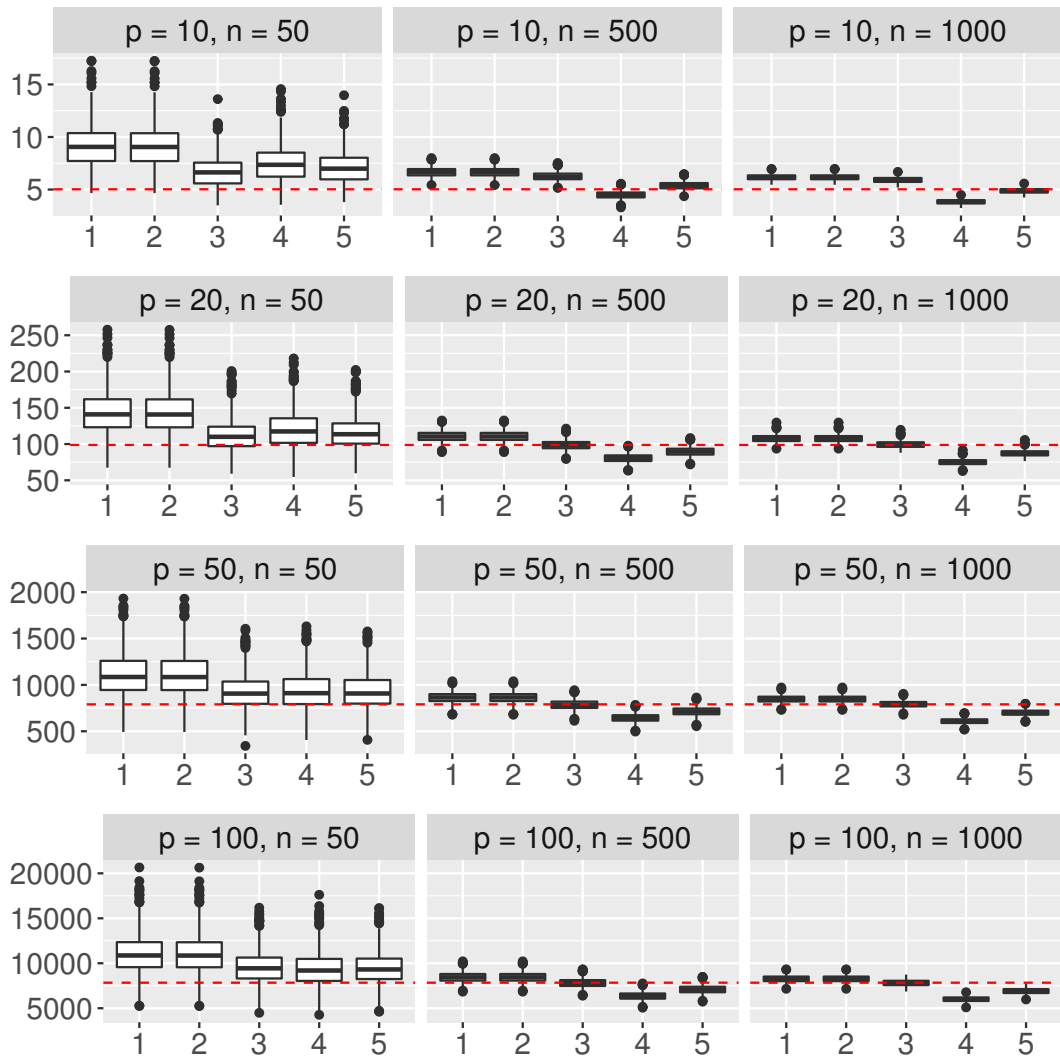 p = 10, n = 50 p = 10, n = 500 p = 10, n = 1000
15
10
5
1 2 3 4 5 1 2 3 4 5 1 2 3 4 5
p = 20, n = 50 p = 20, n = 500 p = 20, n = 1000
250
200
150
100
50
1 2 3 4 5 1 2 3 4 5 1 2 3 4 5
p = 50, n = 50 p = 50, n = 500 p = 50, n = 1000
2000
1500
1000
500
1 2 3 4 5 1 2 3 4 5 1 2 3 4 5
p = 100, n = 50 p = 100, n = 500 p = 100, n = 1000
20000
15000
10000
5000
1 2 3 4 5 1 2 3 4 5 1 2 3 4 5